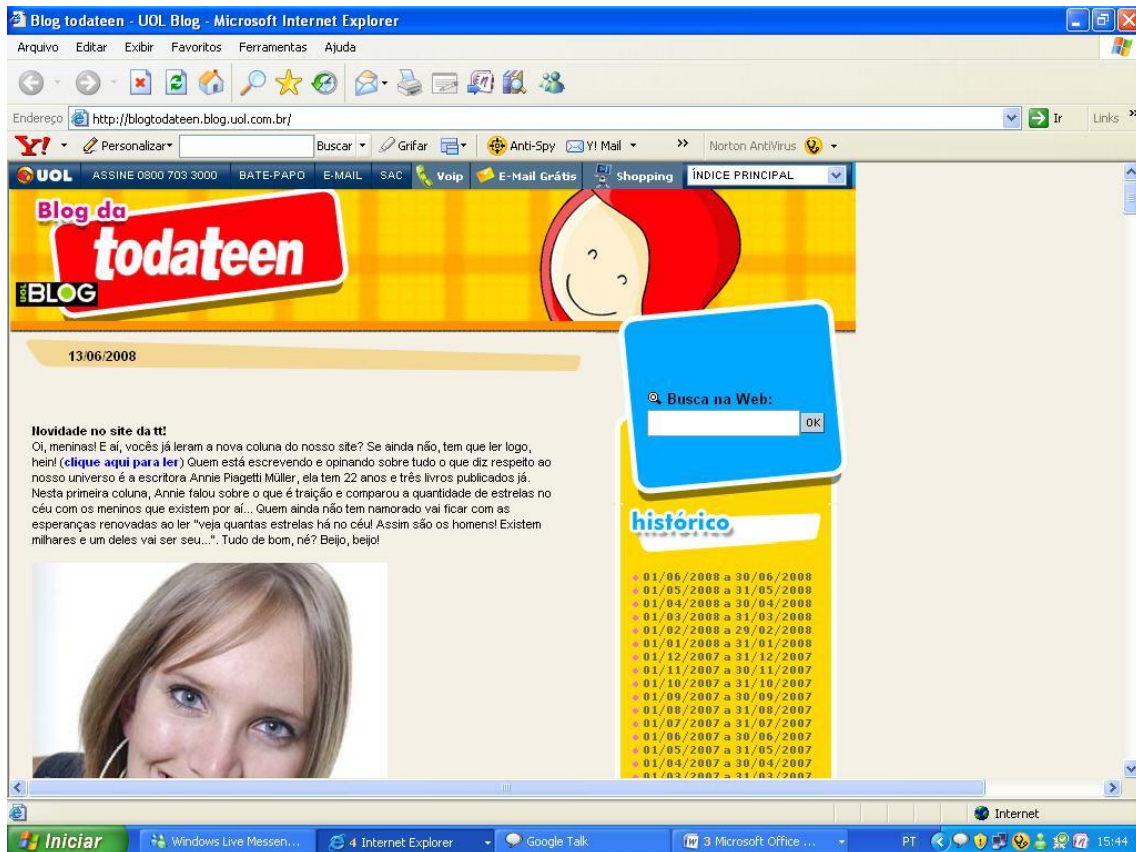 Blog todateen - UOL Blog - Microsoft Internet Explorer
Arquivo Editar Exibir Favoritos Ferramentas Ajuda
Endereço http://blogtodateen.blog.uol.com.br/ Ir Links »
Y! Personalizar Buscar Grifar Anti-Spy Y! Mail » Norton AntiVirus
UOL ASSINE 0800 703 3000 BATE-PAPO E-MAIL SAC Voip E-Mail Grátis Shopping ÍNDICE PRINCIPAL
Blog da
todateen
UOL BLOG
13/06/2008
Busca na Web:
OK
Novidade no site da tt!
Oi, meninas! E aí, vocês já leram a nova coluna do nosso site? Se ainda não, tem que ler logo,
hein! (clique aqui para ler) Quem está escrevendo e opinando sobre tudo o que diz respeito ao
nosso universo é a escritora Annie Piagetti Müller, ela tem 22 anos e três livros publicados já.
Nesta primeira coluna, Annie falou sobre o que é traição e comparou a quantidade de estrelas no
céu com os meninos que existem por aí... Quem ainda não tem namorado vai ficar com as
esperanças renovadas ao ler "veja quantas estrelas há no céu! Assim são os homens! Existem
milhares e um deles vai ser seu...". Tudo de bom, né? Beijo, beijo!
histórico
01/06/2008 a 30/06/2008
01/05/2008 a 31/05/2008
01/04/2008 a 30/04/2008
01/03/2008 a 31/03/2008
01/02/2008 a 29/02/2008
01/01/2008 a 31/01/2008
01/12/2007 a 31/12/2007
01/11/2007 a 30/11/2007
01/10/2007 a 31/10/2007
01/09/2007 a 30/09/2007
01/08/2007 a 31/08/2007
01/07/2007 a 31/07/2007
01/06/2007 a 30/06/2007
01/05/2007 a 31/05/2007
01/04/2007 a 30/04/2007
01/03/2007 a 31/03/2007
Internet
Iniciar Windows Live Messen... 4 Internet Explorer Google Talk 3 Microsoft Office ... PT 15:44